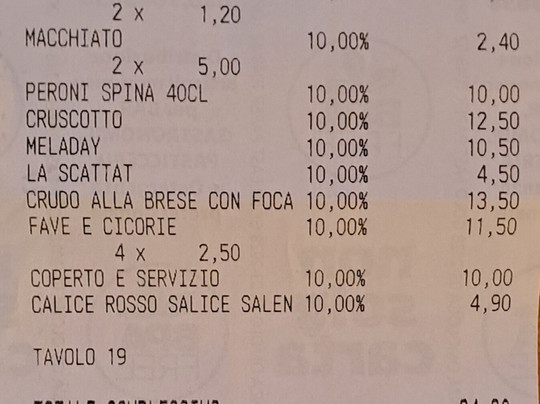 2 x 1,20
MACCHIATO 10,00% 2,40
2 x 5,00
PERONI SPINA 40CL 10,00% 10,00
CRUSCOTTO 10,00% 12,50
MELADAY 10,00% 10,50
LA SCATTAT 10,00% 4,50
CRUDO ALLA BRESE CON FOCA 10,00% 13,50
FAVE E CICORIE 10,00% 11,50
4 x 2,50
COPERTO E SERVIZIO 10,00% 10,00
CALICE ROSSO SALICE SALEN 10,00% 4,90
TAVOLO 19